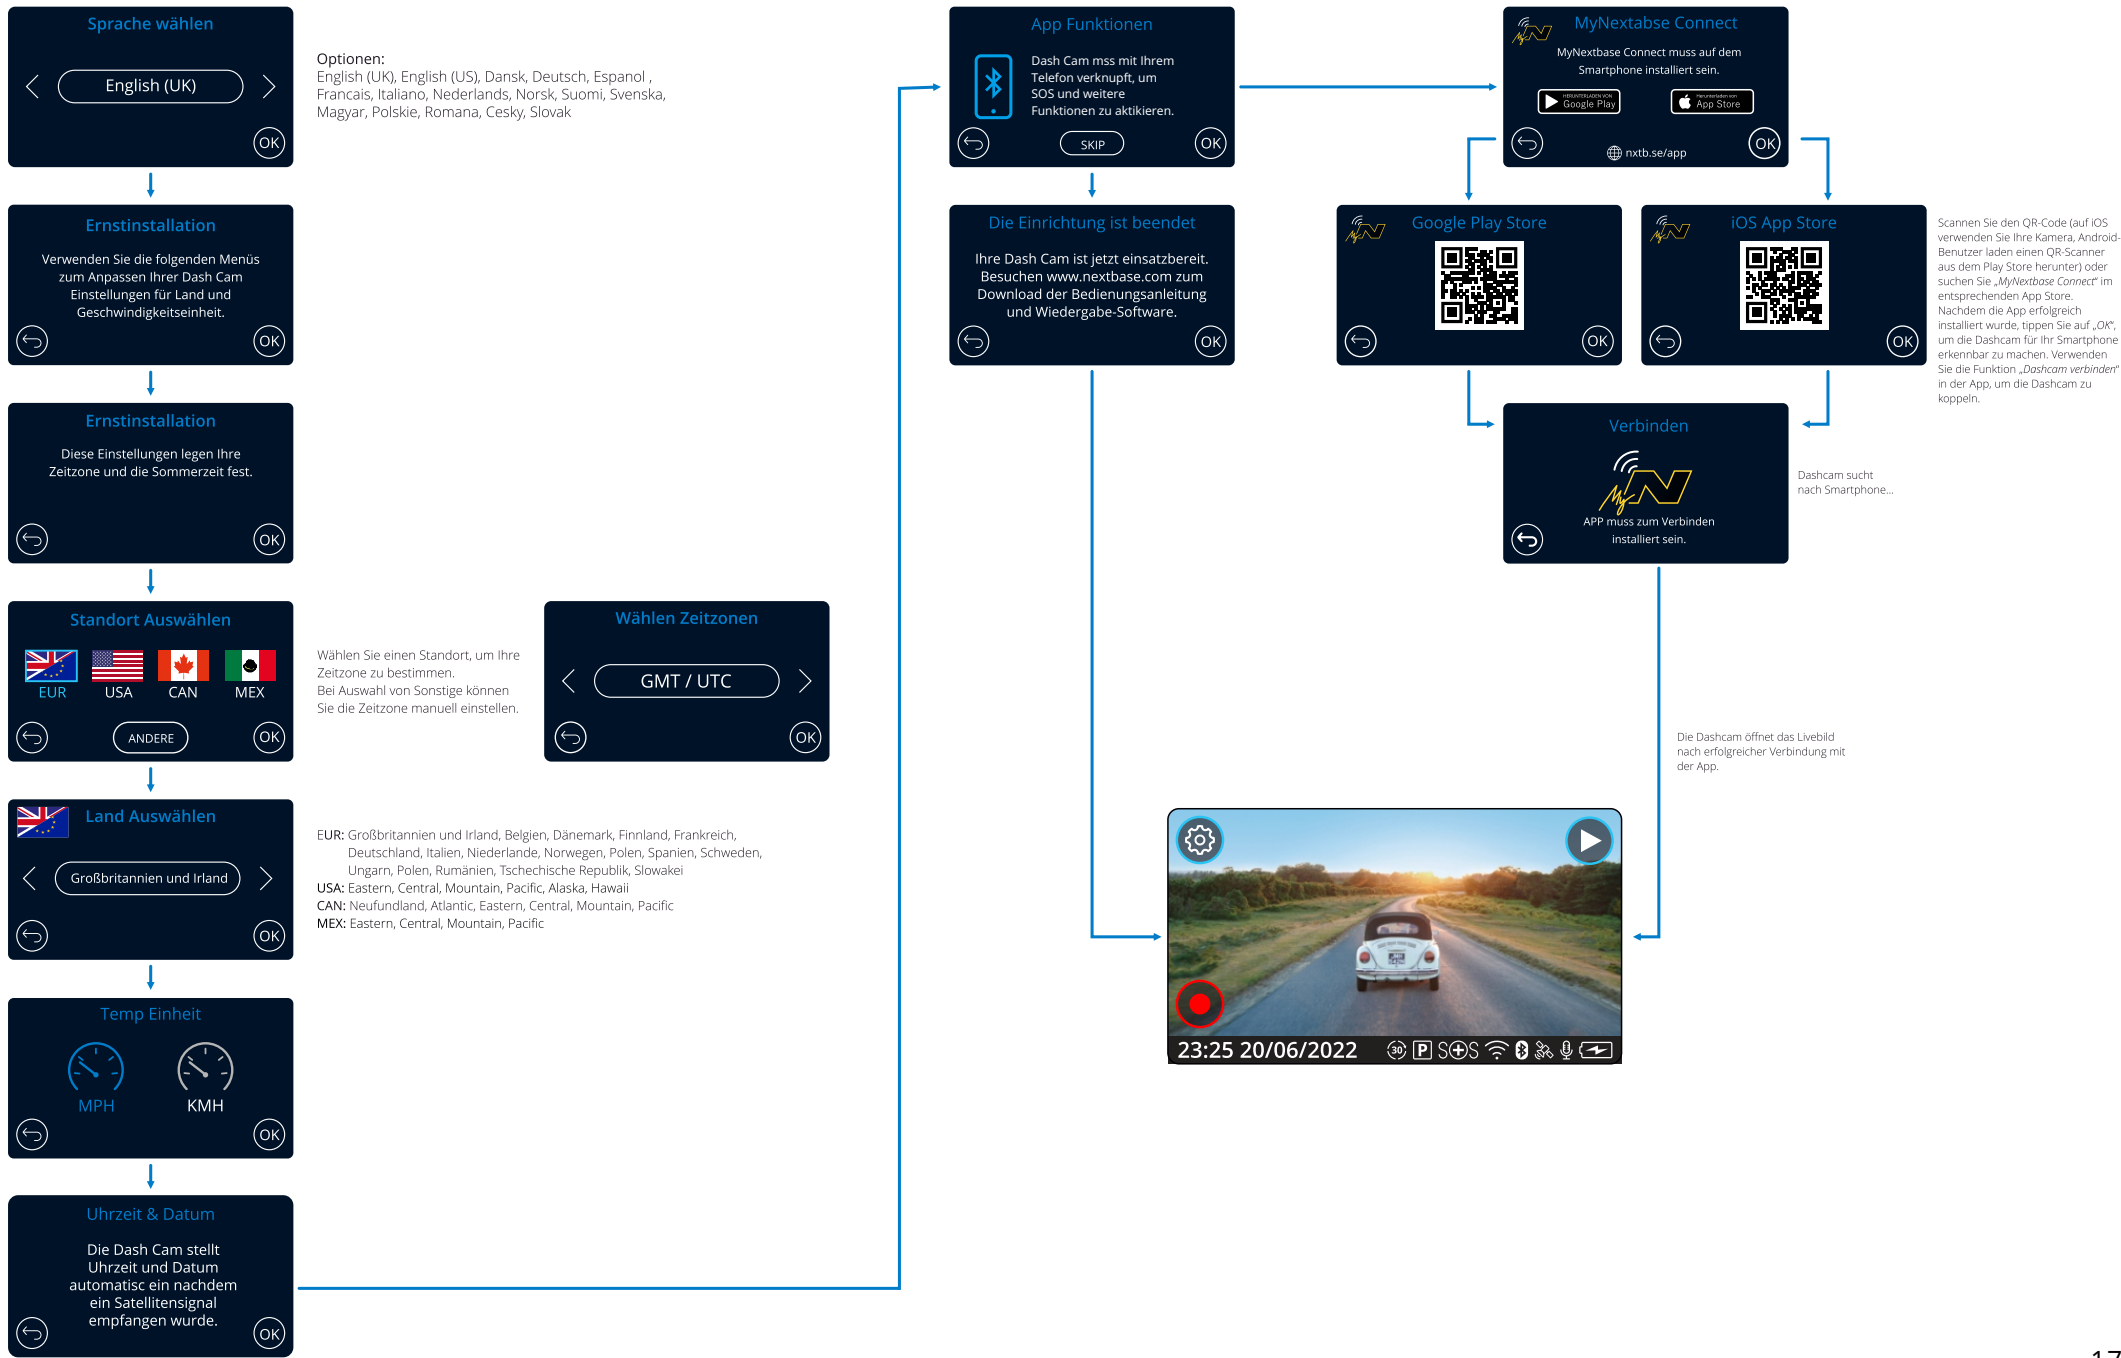 Sprache wählen
English (UK)
OK
Optionen:
English (UK), English (US), Dansk, Deutsch, Espanol ,
Francais, Italiano, Nederlands, Norsk, Suomi, Svenska,
Magyar, Polskie, Romana, Cesky, Slovak
Ernstinstallation
Verwenden Sie die folgenden Menüs
zum Anpassen Ihrer Dash Cam
Einstellungen für Land und
Geschwindigkeitseinheit.
OK
Ernstinstallation
Diese Einstellungen legen Ihre
Zeitzone und die Sommerzeit fest.
OK
Standort Auswählen
EUR USA CAN MEX
ANDERE
OK
Wählen Sie einen Standort, um Ihre
Zeitzone zu bestimmen.
Bei Auswahl von Sonstige können
Sie die Zeitzone manuell einstellen.
Wählen Zeitzonen
GMT / UTC
OK
Land Auswählen
Großbritannien und Irland
OK
EUR: Großbritannien und Irland, Belgien, Dänemark, Finnland, Frankreich,
Deutschland, Italien, Niederlande, Norwegen, Polen, Spanien, Schweden,
Ungarn, Polen, Rumänien, Tschechische Republik, Slowakei
USA: Eastern, Central, Mountain, Pacific, Alaska, Hawaii
CAN: Neufundland, Atlantic, Eastern, Central, Mountain, Pacific
MEX: Eastern, Central, Mountain, Pacific
Temp Einheit
MPH KMH
OK
Uhrzeit & Datum
Die Dash Cam stellt
Uhrzeit und Datum
automatisc ein nachdem
ein Satellitensignal
empfangen wurde.
OK
App Funktionen
Dash Cam mss mit Ihrem
Telefon verknupft, um
SOS und weitere
Funktionen zu aktikieren.
SKIP
OK
Die Einrichtung ist beendet
Ihre Dash Cam ist jetzt einsatzbereit.
Besuchen www.nextbase.com zum
Download der Bedienungsanleitung
und Wiedergabe-Software.
OK
My N
MyNextabse Connect
MyNextbase Connect muss auf dem
Smartphone installiert sein.
HERUNTERLADEN VON
Google Play
Herunterladen von
App Store
nxtb.se/app
OK
My N
Google Play Store
OK
My N
iOS App Store
OK
Scannen Sie den QR-Code (auf iOS
verwenden Sie Ihre Kamera, Android-
Benutzer laden einen QR-Scanner
aus dem Play Store herunter) oder
suchen Sie „MyNextbase Connect“ im
entsprechenden App Store.
Nachdem die App erfolgreich
installiert wurde, tippen Sie auf „OK“,
um die Dashcam für Ihr Smartphone
erkennbar zu machen. Verwenden
Sie die Funktion „Dashcam verbinden“
in der App, um die Dashcam zu
koppeln.
Verbinden
My N
APP muss zum Verbinden
installiert sein.
Dashcam sucht
nach Smartphone...
Die Dashcam öffnet das Livebild
nach erfolgreicher Verbindung mit
der App.
23:25 20/06/2022 30 P SOS
17